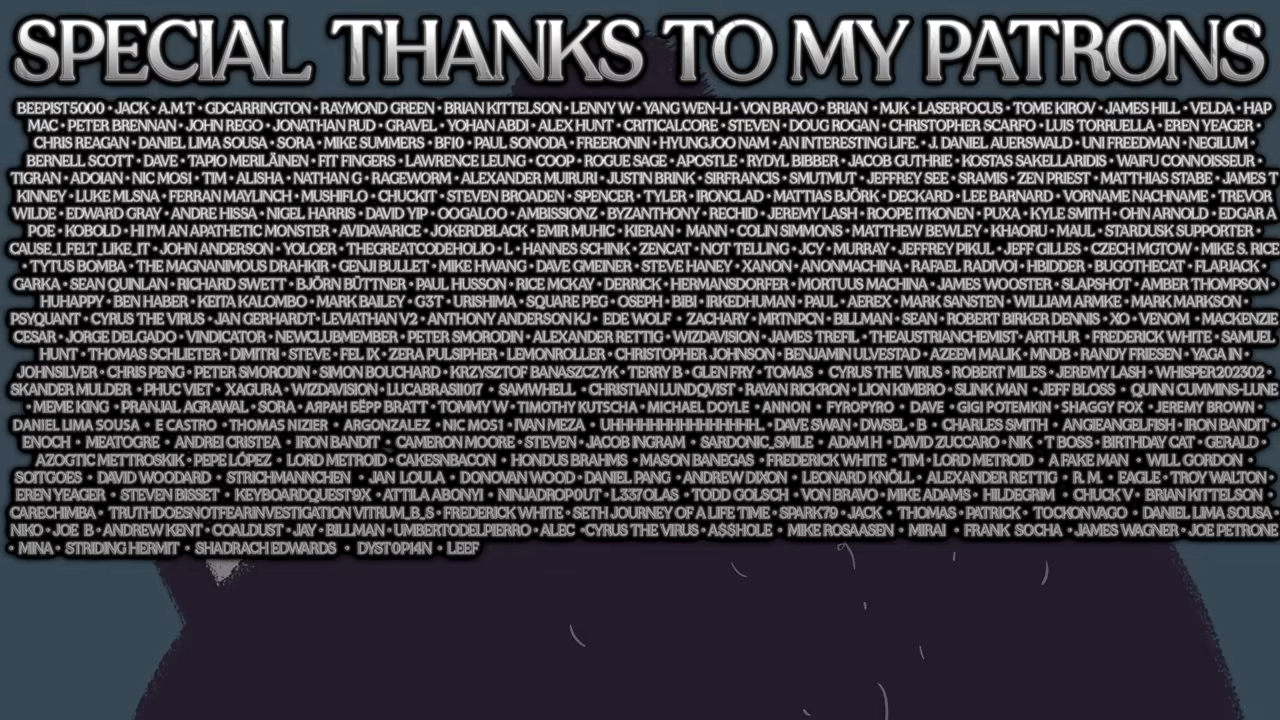 SPECIAL THANKS TO MY PATRONS
BEEPIST5000 • JACK • A.M.T • GDCARRINGTON • RAYMOND GREEN • BRIAN KITTELSON • LENNY W • YANG WEN-LI • VON BRAVO • BRIAN • MJK • LASERFOCUS • TOME KIROV • JAMES HILL • VELDA • HAP
MAC • PETER BRENNAN • JOHN REGO • JONATHAN RUD • GRAVEL • YOHAN ABDI • ALEX HUNT • CRITICALCORE • STEVEN • DOUG ROGAN • CHRISTOPHER SCARFO • LUIS TORRUELLA • EREN YEAGER •
CHRIS REAGAN • DANIEL LIMA SOUSA • SORA • MIKE SUMMERS • BF10 • PAUL SONODA • FREERONIN • HYUNGJOO NAM • AN INTERESTING LIFE. • J. DANIEL AUERSWALD • UNI FREEDMAN • NEGILUM •
BERNELL SCOTT • DAVE • TAPIO MERILÄINEN • FIT FINGERS • LAWRENCE LEUNG • COOP • ROGUE SAGE • APOSTLE • RYDYL BIBBER • JACOB GUTHRIE • KOSTAS SAKELLARIDIS • WAIFU CONNOISSEUR •
TIGRAN • ADOIAN • NIC MOSI • TIM • ALISHA • NATHAN G • RAGEWORM • ALEXANDER MUIRURI • JUSTIN BRINK • SIRFRANCIS • SMUTMUT • JEFFREY SEE • SRAMIS • ZEN PRIEST • MATTHIAS STABE • JAMES T
KINNEY • LUKE MLSNA • FERRAN MAYLINCH • MUSHIFLO • CHUCKIT • STEVEN BROADEN • SPENCER • TYLER • IRONCLAD • MATTIAS BJÖRK • DECKARD • LEE BARNARD • VORNAME NACHNAME • TREVOR
WILDE • EDWARD GRAY • ANDRE HISSA • NIGEL HARRIS • DAVID YIP • OOGALOO • AMBISSIONZ • BYZANTHONY • RECHID • JEREMY LASH • ROOPE ITKONEN • PUXA • KYLE SMITH • OHN ARNOLD • EDGAR A
POE • KOBOLD • HI I'M AN APATHETIC MONSTER • AVIDAVARICE • JOKERDBLACK • EMIR MUHIC • KIERAN • MANN • COLIN SIMMONS • MATTHEW BEWLEY • KHAORU • MAUL • STARDUSK SUPPORTER •
CAUSE_I_FELT_LIKE_IT • JOHN ANDERSON • YOLOER • THEGREATCODEHOLIO • L • HANNES SCHINK • ZENCAT • NOT TELLING • JCY • MURRAY • JEFFREY PIKUL • JEFF GILLES • CZECH MGTOW • MIKE S. RICE
• TYTUS BOMBA • THE MAGNANIMOUS DRAHKIR • GENJI BULLET • MIKE HWANG • DAVE GMEINER • STEVE HANEY • XANON • ANONMACHINA • RAFAEL RADIVOJ • HBIDDER • BUGOTHECAT • FLAPJACK •
GARKA • SEAN QUINLAN • RICHARD SWETT • BJÖRN BÜTTNER • PAUL HUSSON • RICE MCKAY • DERRICK • HERMANSDORFER • MORTUUS MACHINA • JAMES WOOSTER • SLAPSHOT • AMBER THOMPSON •
HUHAPPY • BEN HABER • KEITA KALOMBO • MARK BAILEY • G3T • URISHIMA • SQUARE PEG • OSEPH • BIBI • IRKEDHUMAN • PAUL • AEREX • MARK SANSTEN • WILLIAM ARMKE • MARK MARKSON •
PSYQUANT • CYRUS THE VIRUS • JAN GERHARDT • LEVIATHAN V2 • ANTHONY ANDERSON KJ • EDE WOLF • ZACHARY • MRTNPCN • BILLMAN • SEAN • ROBERT BIRKER DENNIS • XO • VENOM • MACKENZIE
CESAR • JORGE DELGADO • VINDICATOR • NEWCLUBMEMBER • PETER SMORODIN • ALEXANDER RETTIG • WIZDAVISION • JAMES TREFIL • THEAUSTRIANCHEMIST • ARTHUR • FREDERICK WHITE • SAMUEL
HUNT • THOMAS SCHLIETER • DIMITRI • STEVE • FEL IX • ZERA PULSIPHER • LEMONROLLER • CHRISTOPHER JOHNSON • BENJAMIN ULVESTAD • AZEEM MALIK • MNDB • RANDY FRIESEN • YAGA IN •
JOHNSILVER • CHRIS PENG • PETER SMORODIN • SIMON BOUCHARD • KRZYSZTOF BANASZCZYK • TERRY B • GLEN FRY • TOMAS • CYRUS THE VIRUS • ROBERT MILES • JEREMY LASH • WHISPER202302 •
SKANDER MULDER • PHUC VIET • XAGURA • WIZDAVISION • LUCABRASI1017 • SAMWHELL • CHRISTIAN LUNDQVIST • RAYAN RICKRON • LION KIMBRO • SLINK MAN • JEFF BLOSS • QUINN CUMMINS-LUNE
• MEME KING • PRANJAL AGRAWAL • SORA • АЯРАН БЁРР BRATT • TOMMY W • TIMOTHY KUTSCHA • MICHAEL DOYLE • ANNON • FYROPYRO • DAVE • GIGI POTEMKIN • SHAGGY FOX • JEREMY BROWN •
DANIEL LIMA SOUSA • E CASTRO • THOMAS NIZIER • ARGONZALEZ • NIC MOS1 • IVAN MEZA • UHHHHHHHHHHHHHH.. • DAVE SWAN • DWSEL • B • CHARLES SMITH • ANGIEANGELFISH • IRON BANDIT •
ENOCH • MEATOGRE • ANDREI CRISTEA • IRON BANDIT • CAMERON MOORE • STEVEN • JACOB INGRAM • SARDONIC_SMILE • ADAM H • DAVID ZUCCARO • NIK • T BOSS • BIRTHDAY CAT • GERALD •
AZOGTIC METTROSKIK • PEPE LÓPEZ • LORD METROID • CAKESNBACON • HONDUS BRAHMS • MASON BANEGAS • FREDERICK WHITE • TIM • LORD METROID • A FAKE MAN • WILL GORDON •
SOITGOES • DAVID WOODARD • STRICHMANNCHEN • JAN LOULA • DONOVAN WOOD • DANIEL PANG • ANDREW DIXON • LEONARD KNÖLL • ALEXANDER RETTIG • R. M. • EAGLE • TROY WALTON •
EREN YEAGER • STEVEN BISSET • KEYBOARDQUEST9X • ATTILA ABONYI • NINJADROP0UT • L337OLAS • TODD GOLSCH • VON BRAVO • MIKE ADAMS • HILDEGRIM • CHUCK V • BRIAN KITTELSON •
CARECHIMBA • TRUTHDOESNOTFEARINVESTIGATION VITRUM_B_S • FREDERICK WHITE • SETH JOURNEY OF A LIFE TIME • SPARK79 • JACK • THOMAS • PATRICK • TOCKONVAGO • DANIEL LIMA SOUSA •
NIKO • JOE B • ANDREW KENT • COALDUST • JAY • BILLMAN • UMBERTODELPIERRO • ALEC • CYRUS THE VIRUS • A$$HOLE • MIKE ROSAASEN • MIRAI • FRANK SOCHA • JAMES WAGNER • JOE PETRONE
• MINA • STRIDING HERMIT • SHADRACH EDWARDS • DYST0PI4N • LEEF